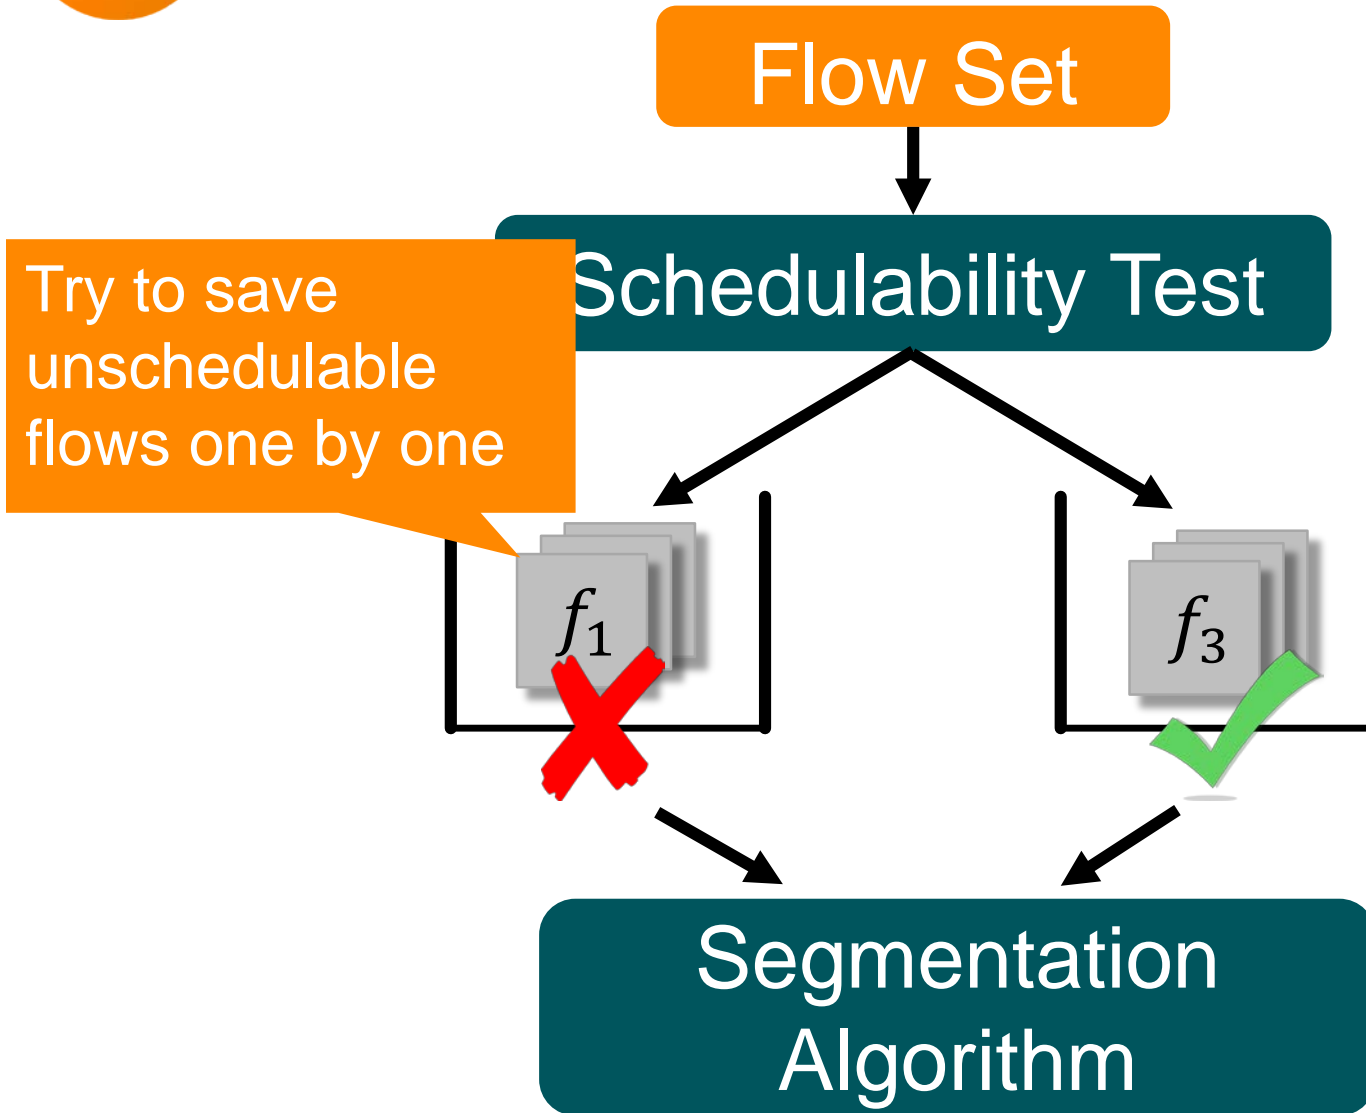 Flow Set
Schedulability Test
Try to save
unschedulable
flows one by one
f₁
f₃
Segmentation
Algorithm